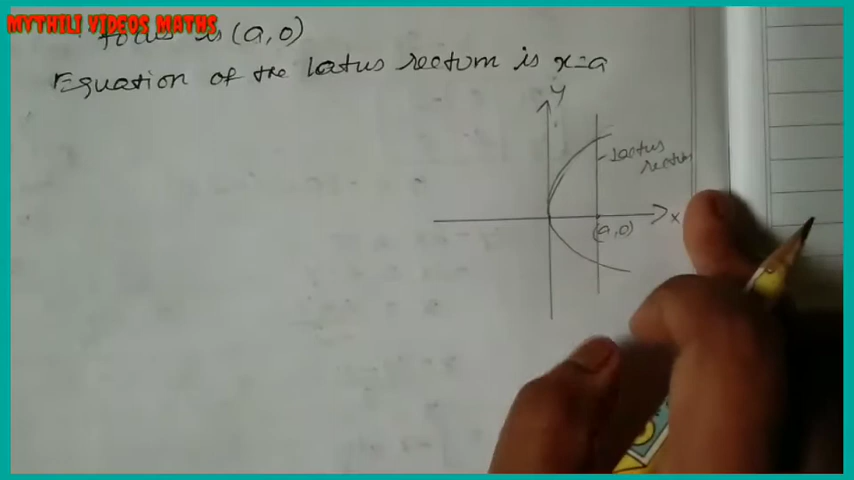 MYTHILI VIDEOS MATHS
focus is (a, 0)
Equation of the latus rectum is x=a
y
latus
rectum
x
(a, 0)